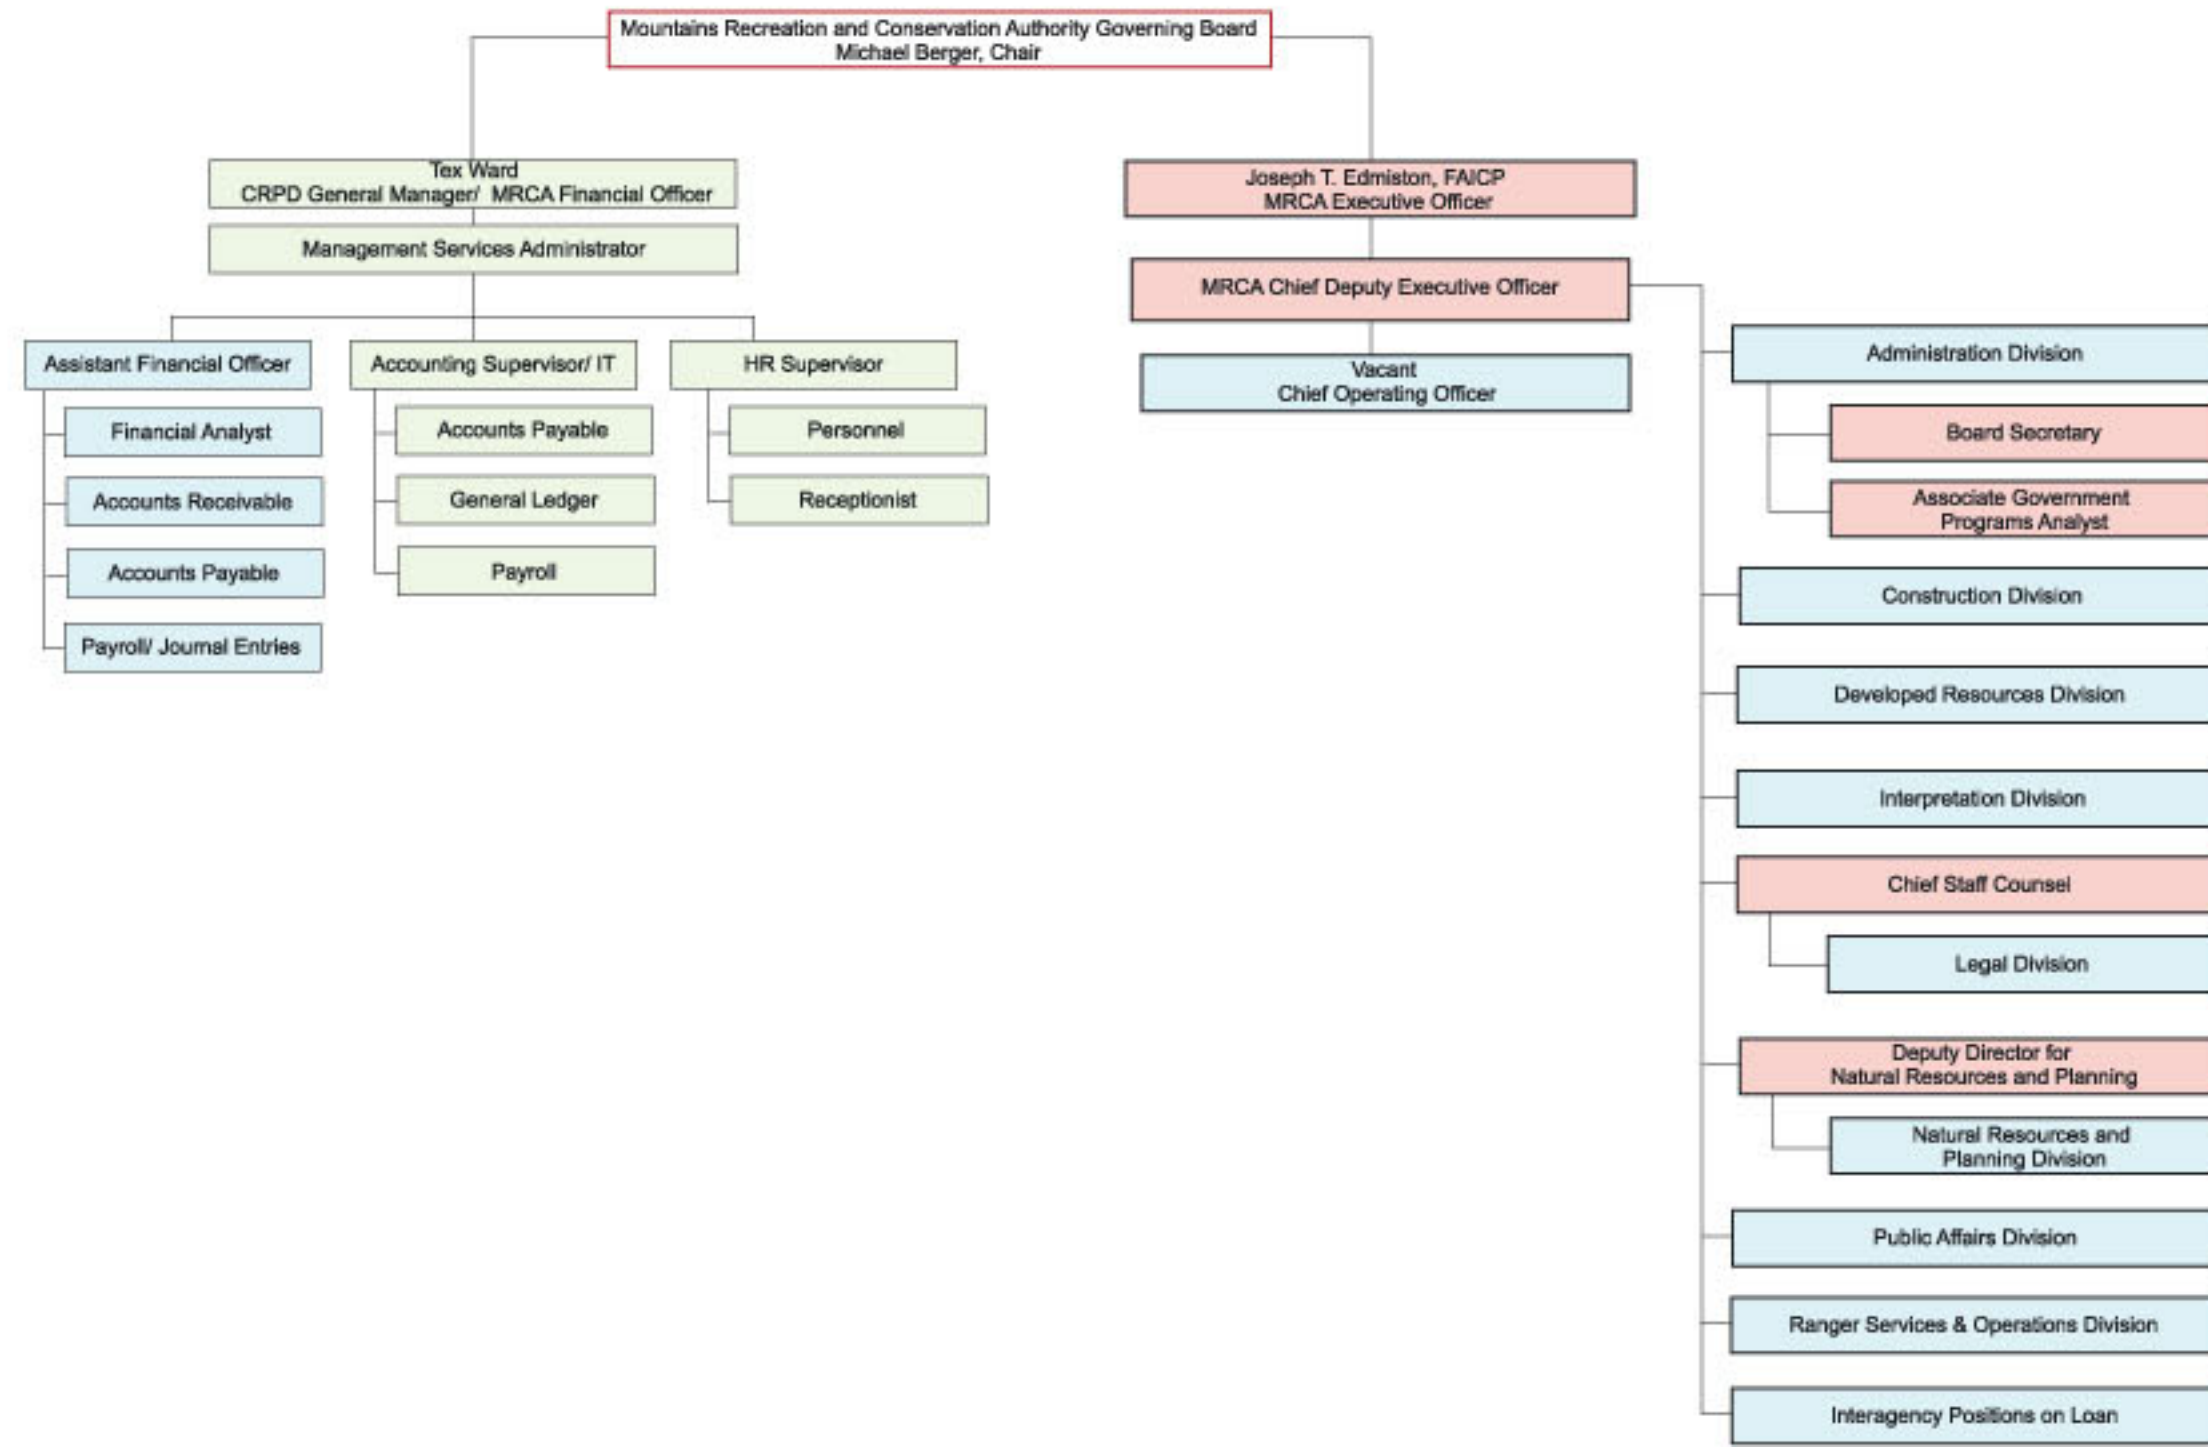 Mountains Recreation and Conservation Authority Governing Board
Michael Berger, Chair
Tex Ward
CRPD General Manager/ MRCA Financial Officer
Management Services Administrator
Assistant Financial Officer
Financial Analyst
Accounts Receivable
Accounts Payable
Payroll/ Journal Entries
Accounting Supervisor/ IT
Accounts Payable
General Ledger
Payroll
HR Supervisor
Personnel
Receptionist
Joseph T. Edmiston, FAICP
MRCA Executive Officer
MRCA Chief Deputy Executive Officer
Vacant
Chief Operating Officer
Administration Division
Board Secretary
Associate Government
Programs Analyst
Construction Division
Developed Resources Division
Interpretation Division
Chief Staff Counsel
Legal Division
Deputy Director for
Natural Resources and Planning
Natural Resources and
Planning Division
Public Affairs Division
Ranger Services & Operations Division
Interagency Positions on Loan